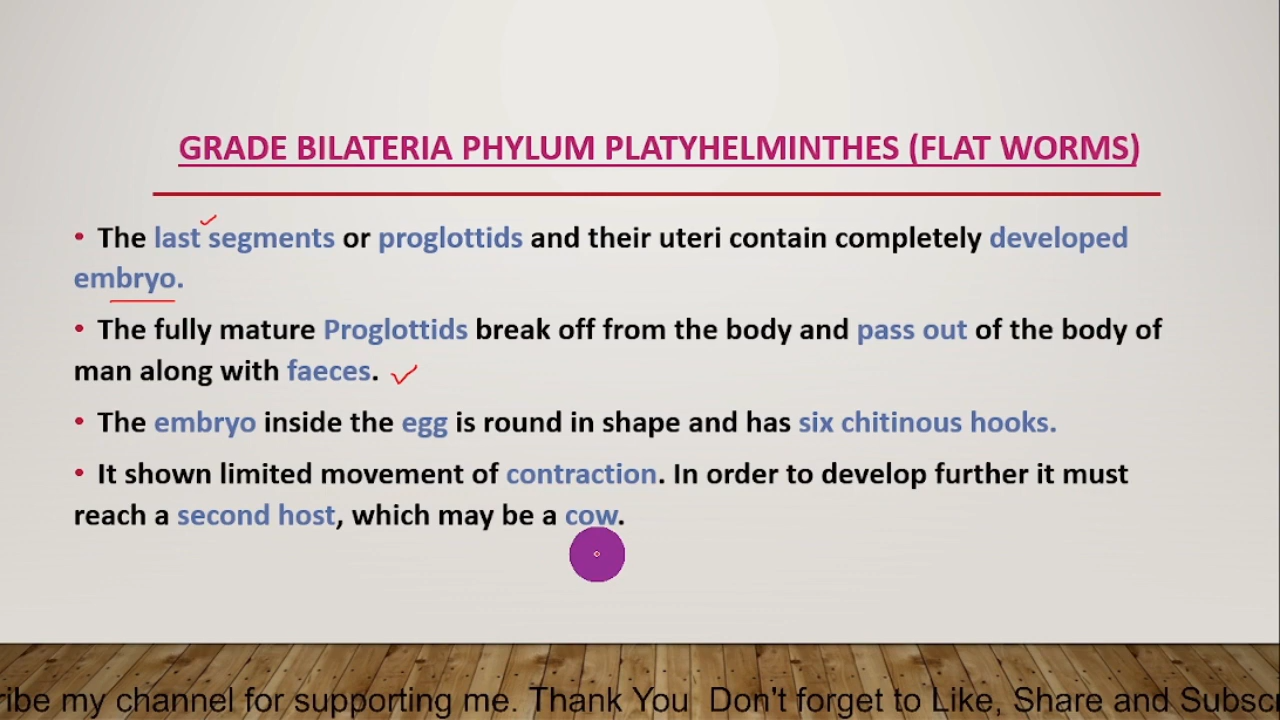 GRADE BILATERIA PHYLUM PLATYHELMINTHES (FLAT WORMS)
• The last segments or proglottids and their uteri contain completely developed
embryo.
• The fully mature Proglottids break off from the body and pass out of the body of
man along with faeces.
• The embryo inside the egg is round in shape and has six chitinous hooks.
• It shown limited movement of contraction. In order to develop further it must
reach a second host, which may be a cow.
ribe my channel for supporting me. Thank You Don't forget to Like, Share and Subsc